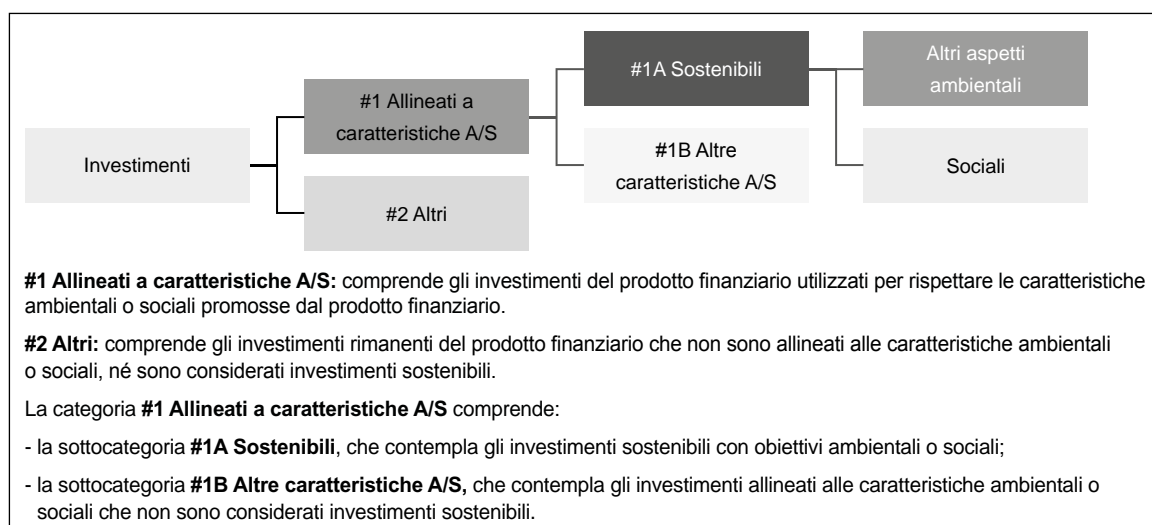 Investimenti
#1 Allineati a
caratteristiche A/S
#2 Altri
#1A Sostenibili
#1B Altre
caratteristiche A/S
Altri aspetti
ambientali
Sociali
#1 Allineati a caratteristiche A/S: comprende gli investimenti del prodotto finanziario utilizzati per rispettare le caratteristiche
ambientali o sociali promosse dal prodotto finanziario.
#2 Altri: comprende gli investimenti rimanenti del prodotto finanziario che non sono allineati alle caratteristiche ambientali
o sociali, né sono considerati investimenti sostenibili.
La categoria #1 Allineati a caratteristiche A/S comprende:
- la sottocategoria #1A Sostenibili, che contempla gli investimenti sostenibili con obiettivi ambientali o sociali;
- la sottocategoria #1B Altre caratteristiche A/S, che contempla gli investimenti allineati alle caratteristiche ambientali o
sociali che non sono considerati investimenti sostenibili.